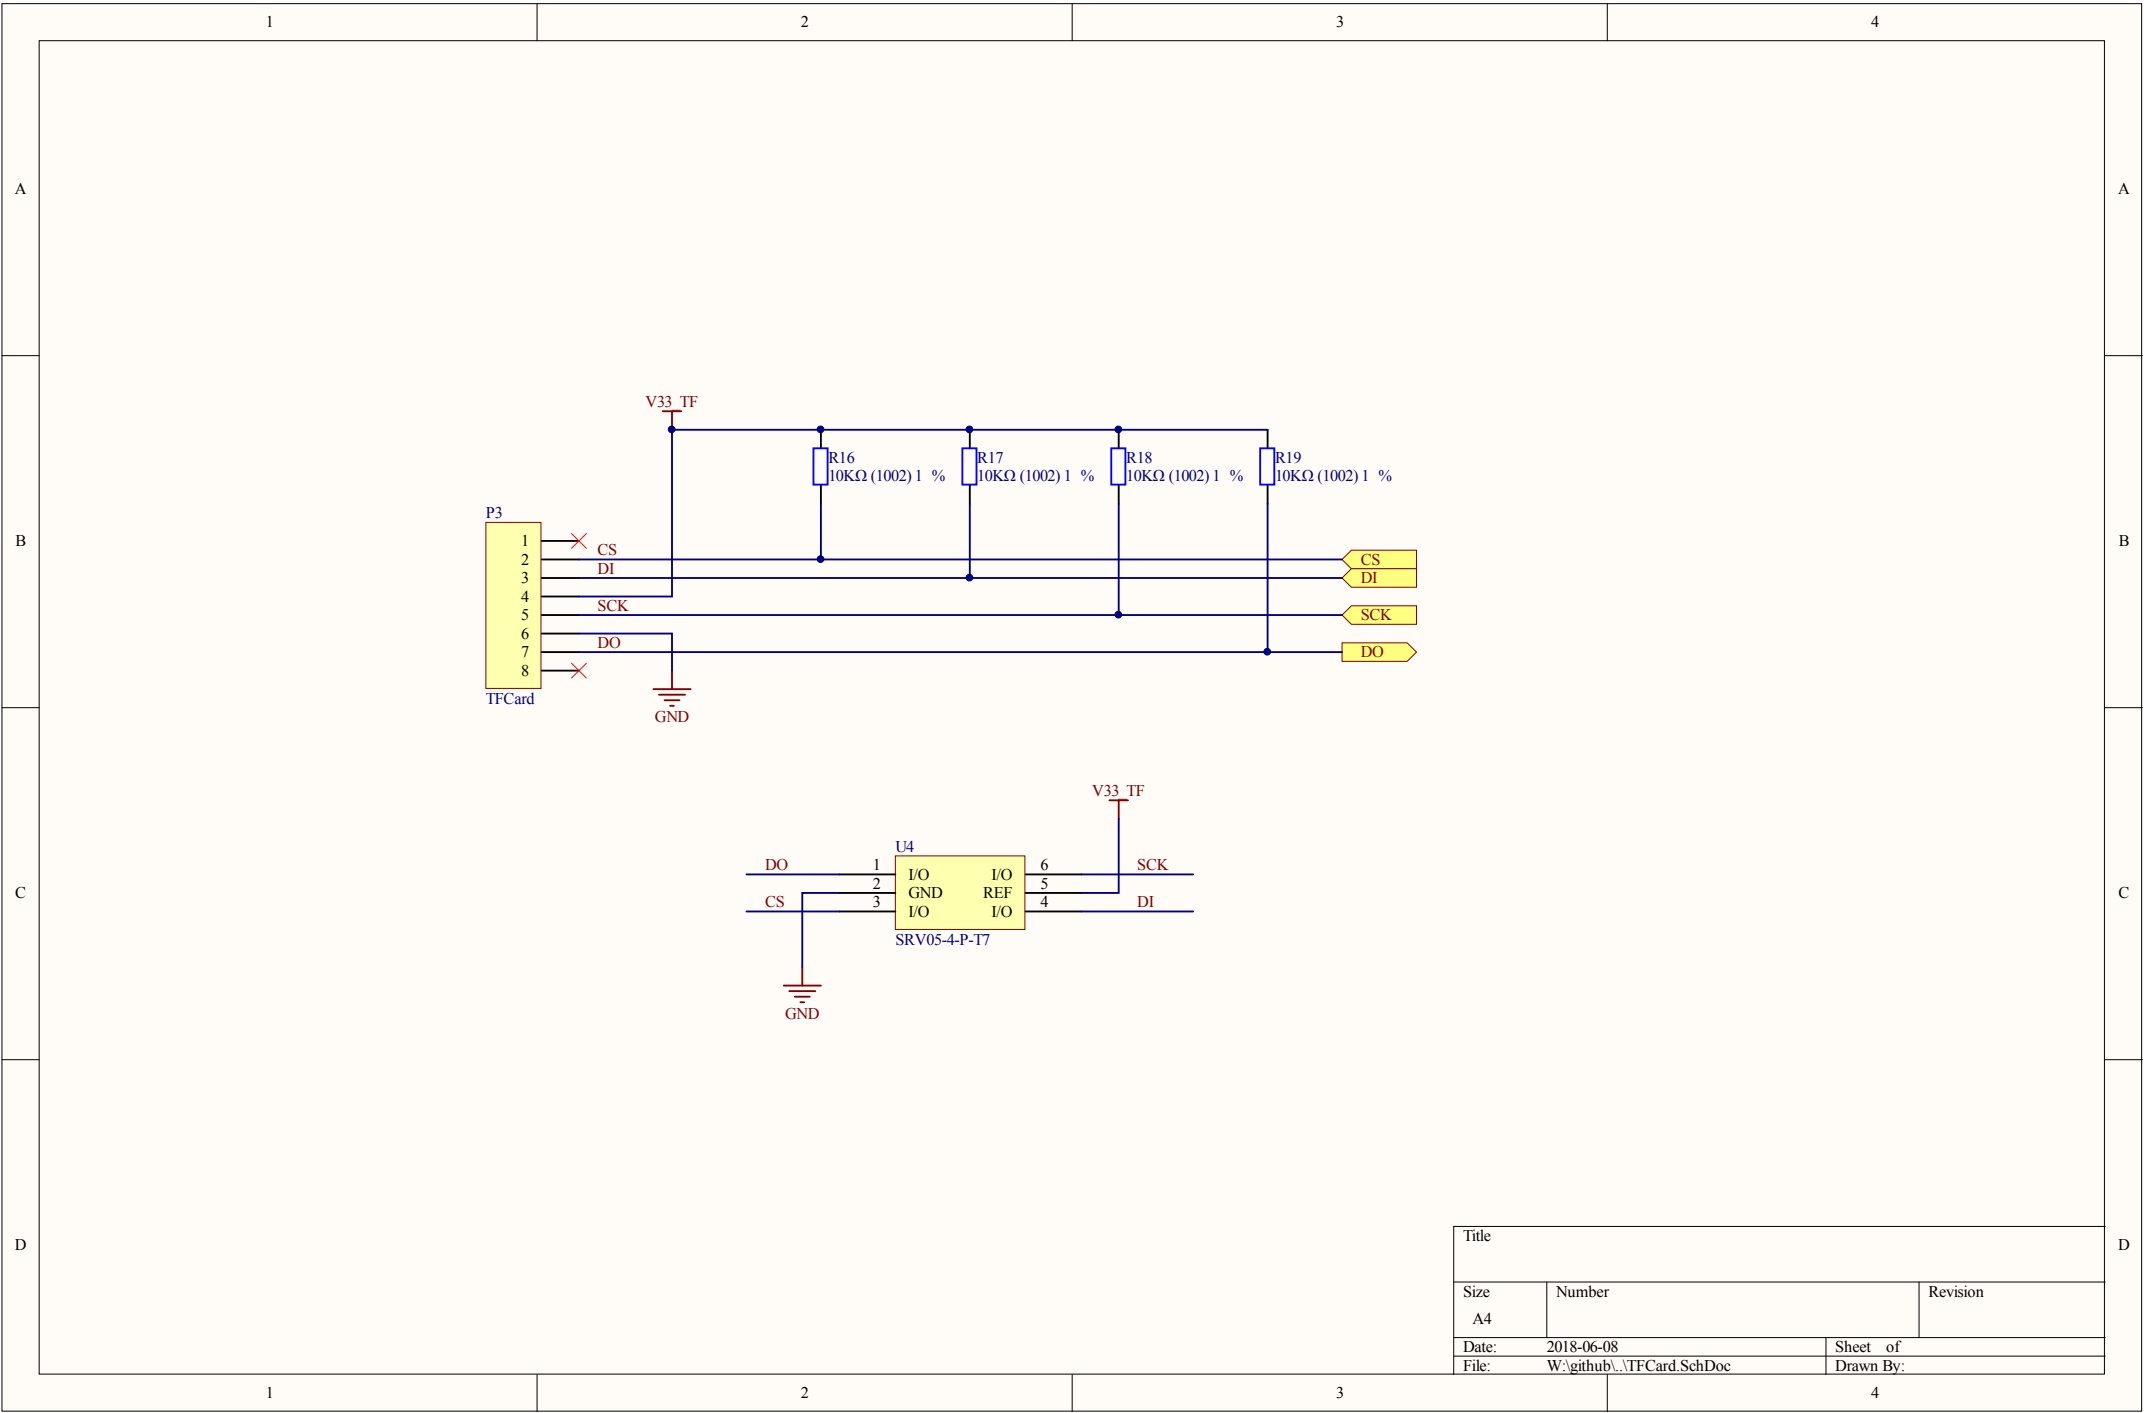 1 2 3 4
A A
V33_TF
R16 R17 R18 R19
10KΩ (1002) 1 % 10KΩ (1002) 1 % 10KΩ (1002) 1 % 10KΩ (1002) 1 %
P3
B 1 B
CS
2 CS
DI
3 DI
4
SCK
5 SCK
6
DO
7 DO
8
TFCard
GND
V33_TF
U4
DO 1 I/O I/O 6 SCK
C 2 GND REF 5 C
CS 3 I/O I/O 4 DI
SRV05-4-P-T7
GND
D D
Title
Size Number Revision
A4
Date: 2018-06-08 Sheet of
File: W:\github\..\TFCard.SchDoc Drawn By:
1 2 3 4